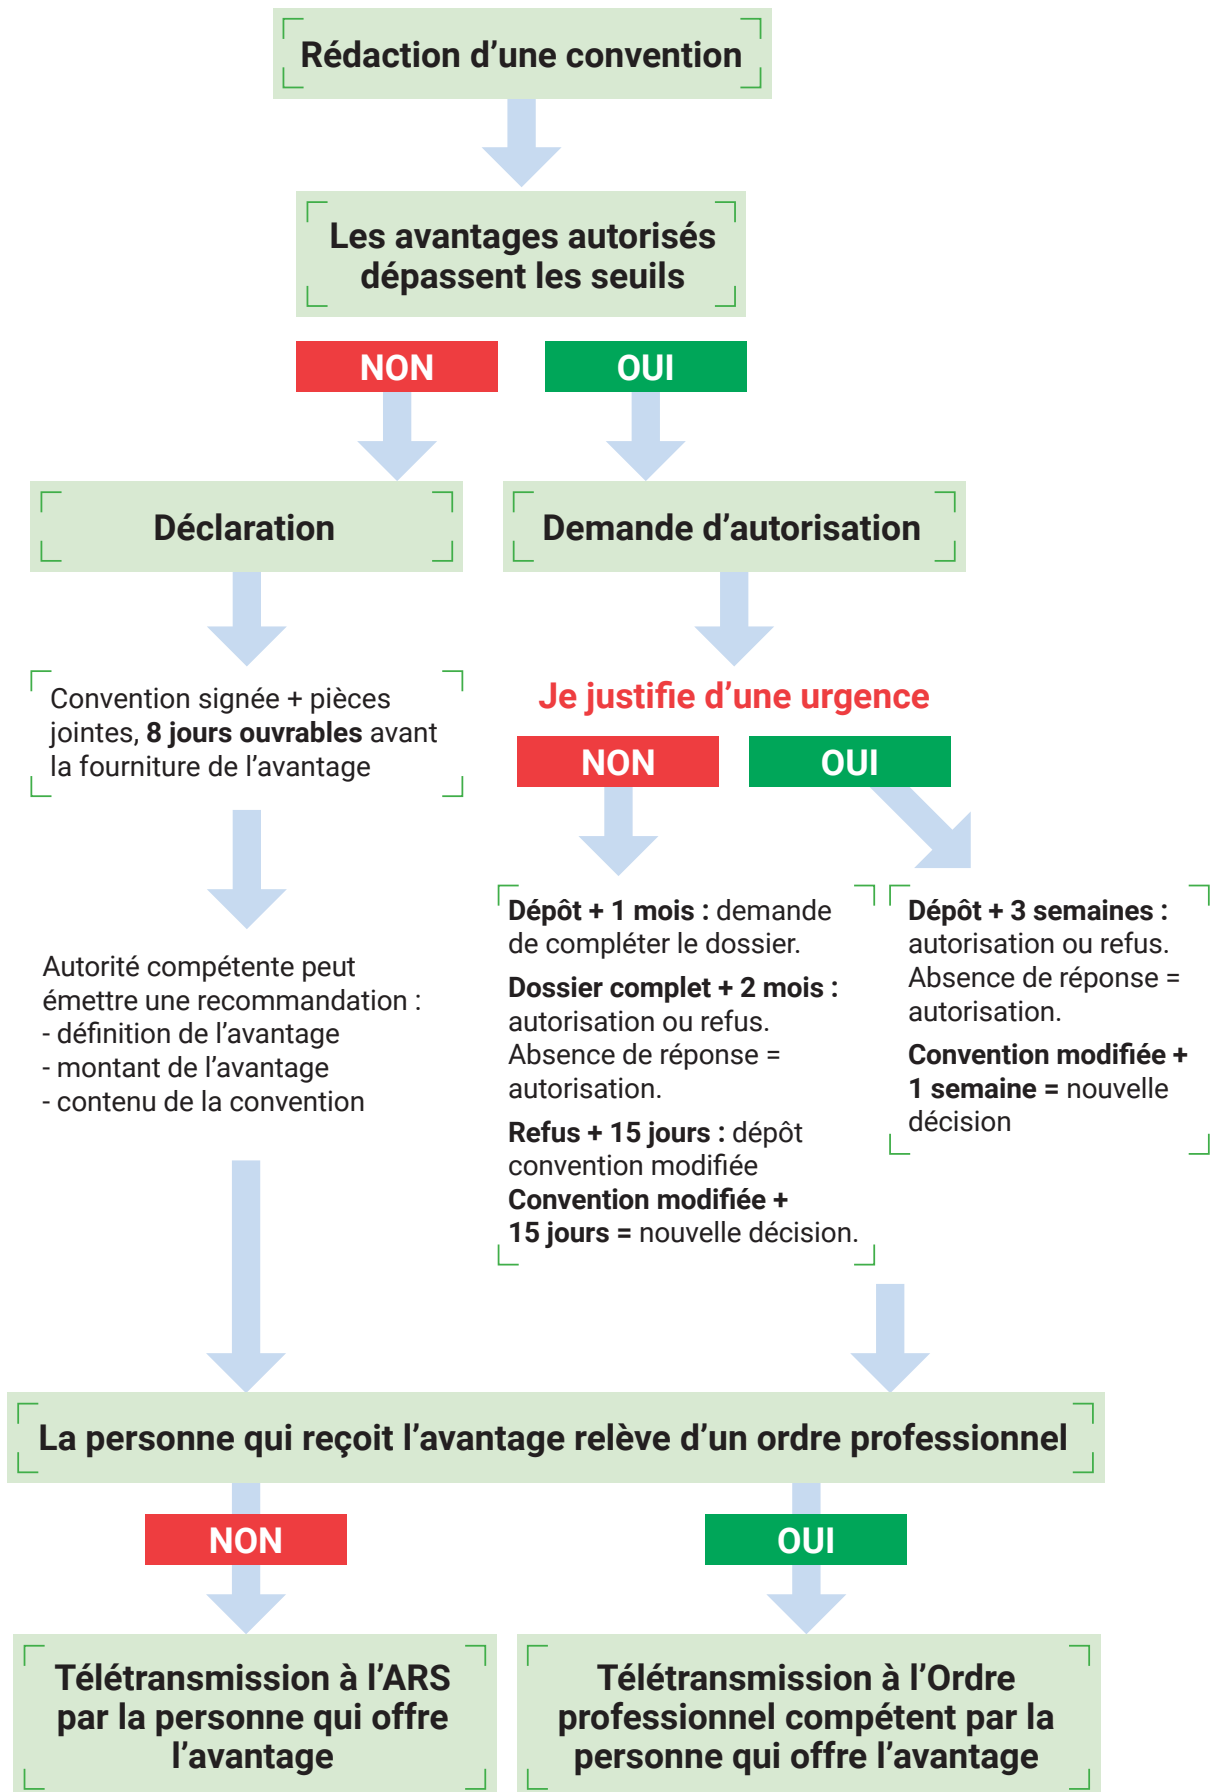 Rédaction d’une convention
Les avantages autorisés
dépassent les seuils
NON
OUI
Déclaration
Demande d’autorisation
Convention signée + pièces
jointes, 8 jours ouvrables avant
la fourniture de l’avantage
Autorité compétente peut
émettre une recommandation :
- définition de l’avantage
- montant de l’avantage
- contenu de la convention
Je justifie d’une urgence
NON
OUI
Dépôt + 1 mois : demande
de compléter le dossier.
Dossier complet + 2 mois :
autorisation ou refus.
Absence de réponse =
autorisation.
Refus + 15 jours : dépôt
convention modifiée
Convention modifiée +
15 jours = nouvelle décision.
Dépôt + 3 semaines :
autorisation ou refus.
Absence de réponse =
autorisation.
Convention modifiée +
1 semaine = nouvelle
décision
La personne qui reçoit l’avantage relève d’un ordre professionnel
NON
OUI
Télétransmission à l’ARS
par la personne qui offre
l’avantage
Télétransmission à l’Ordre
professionnel compétent par la
personne qui offre l’avantage